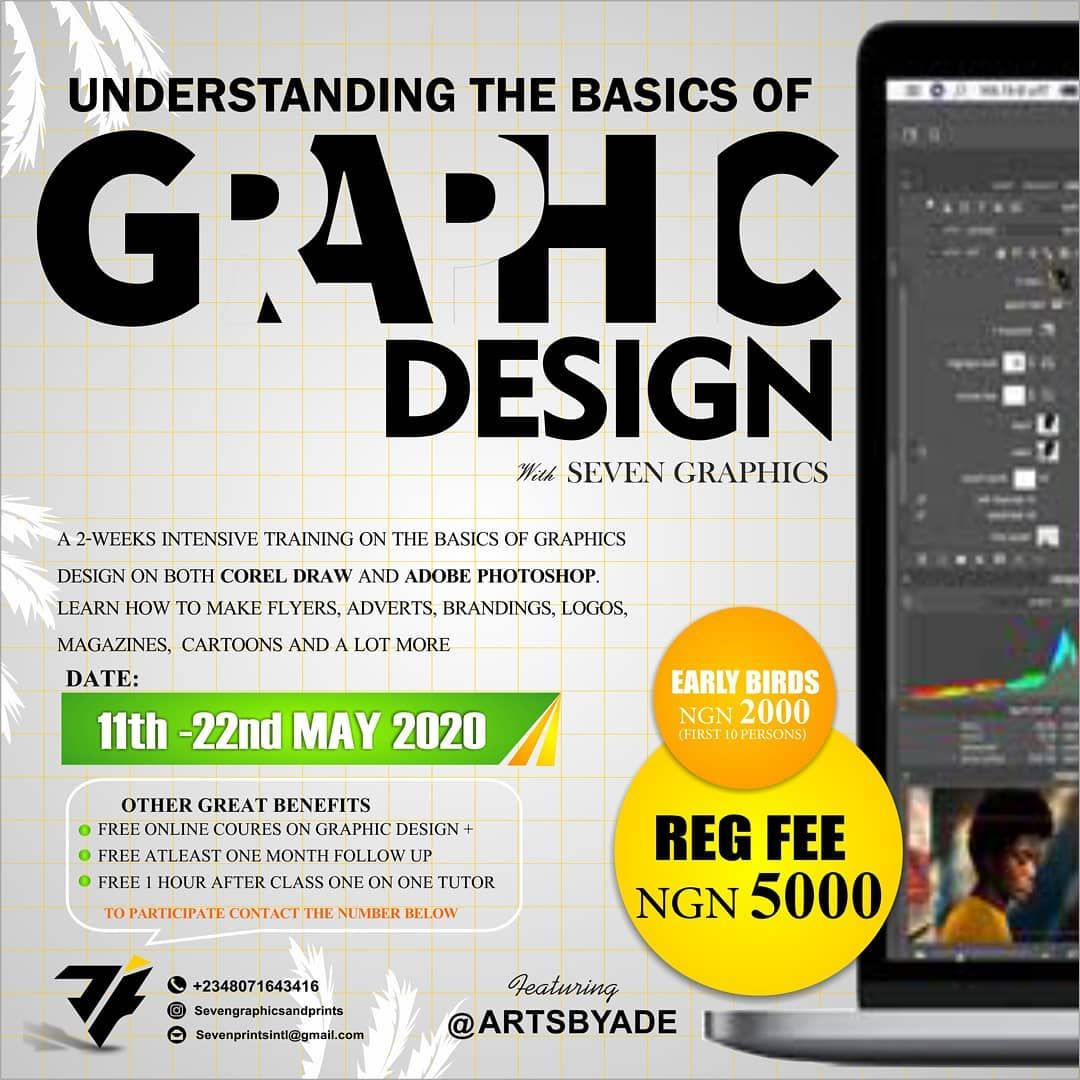 UNDERSTANDING THE BASICS OF
GRAPHIC
DESIGN
With SEVEN GRAPHICS
A 2-WEEKS INTENSIVE TRAINING ON THE BASICS OF GRAPHICS
DESIGN ON BOTH COREL DRAW AND ADOBE PHOTOSHOP.
LEARN HOW TO MAKE FLYERS, ADVERTS, BRANDINGS, LOGOS,
MAGAZINES, CARTOONS AND A LOT MORE
DATE:
11th -22nd MAY 2020
EARLY BIRDS
NGN 2000
(FIRST 10 PERSONS)
REG FEE
NGN 5000
OTHER GREAT BENEFITS
FREE ONLINE COURES ON GRAPHIC DESIGN +
FREE ATLEAST ONE MONTH FOLLOW UP
FREE 1 HOUR AFTER CLASS ONE ON ONE TUTOR
TO PARTICIPATE CONTACT THE NUMBER BELOW
+2348071643416
Sevengraphicsandprints
Sevenprintsintl@gmail.com
Featuring
@ARTSBYADE